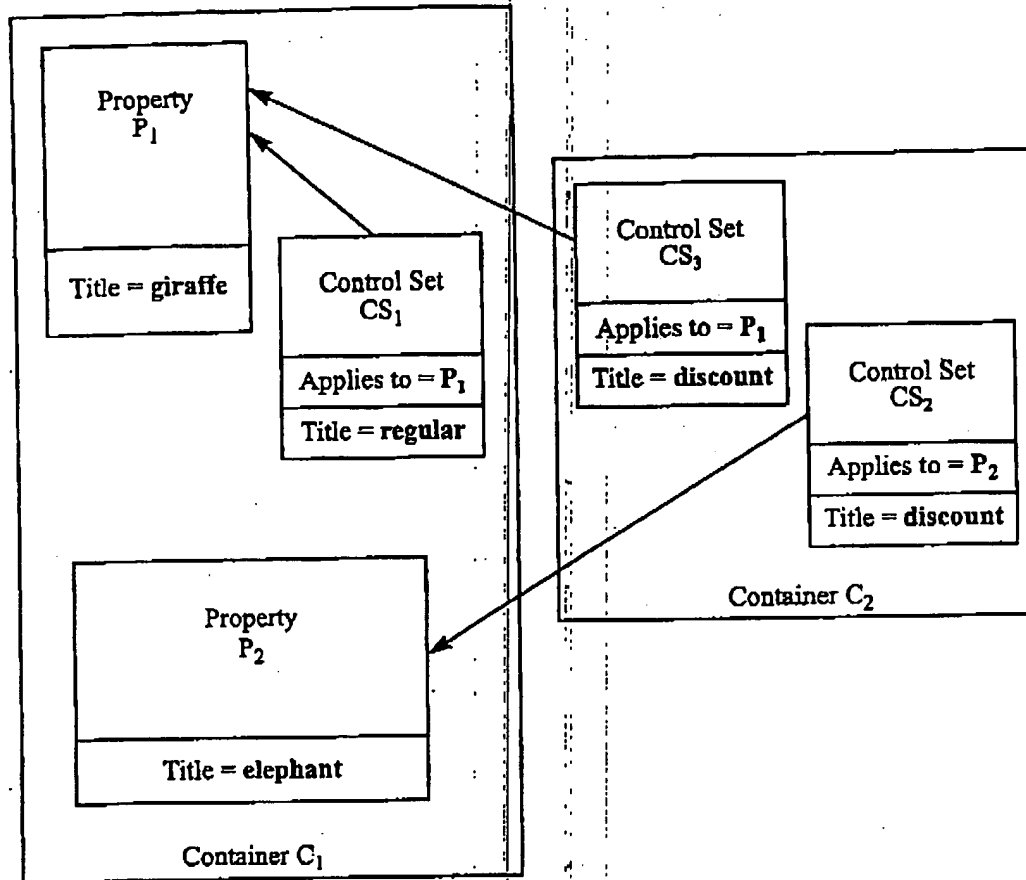 Property
P₁
Title = giraffe
Control Set
CS₁
Applies to = P₁
Title = regular
Property
P₂
Title = elephant
Container C₁
Control Set
CS₃
Applies to = P₁
Title = discount
Control Set
CS₂
Applies to = P₂
Title = discount
Container C₂